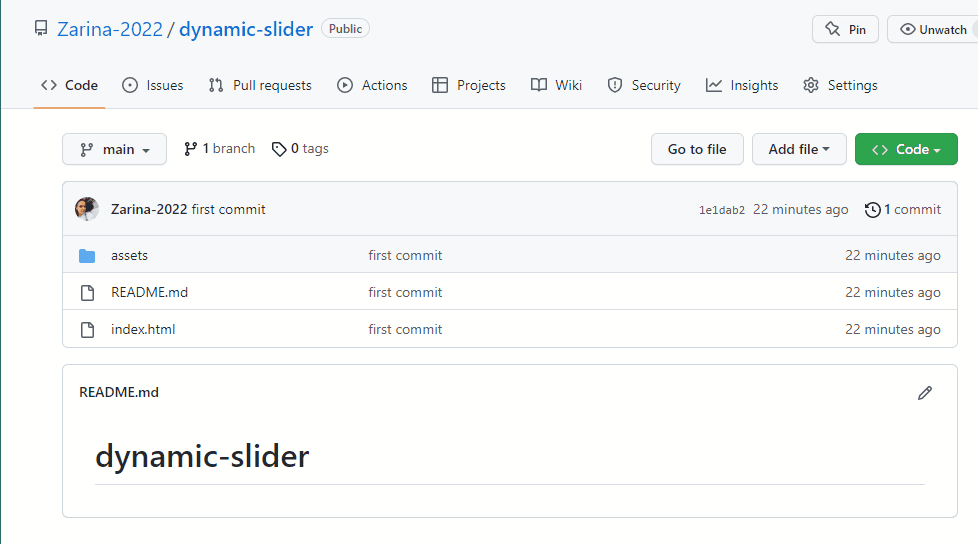 Zarina-2022 / dynamic-slider Public Pin Unwatch
Code Issues Pull requests Actions Projects Wiki Security Insights Settings
main 1 branch 0 tags Go to file Add file Code
Zarina-2022 first commit 1e1dab2 22 minutes ago 1 commit
assets first commit 22 minutes ago
README.md first commit 22 minutes ago
index.html first commit 22 minutes ago
README.md
dynamic-slider